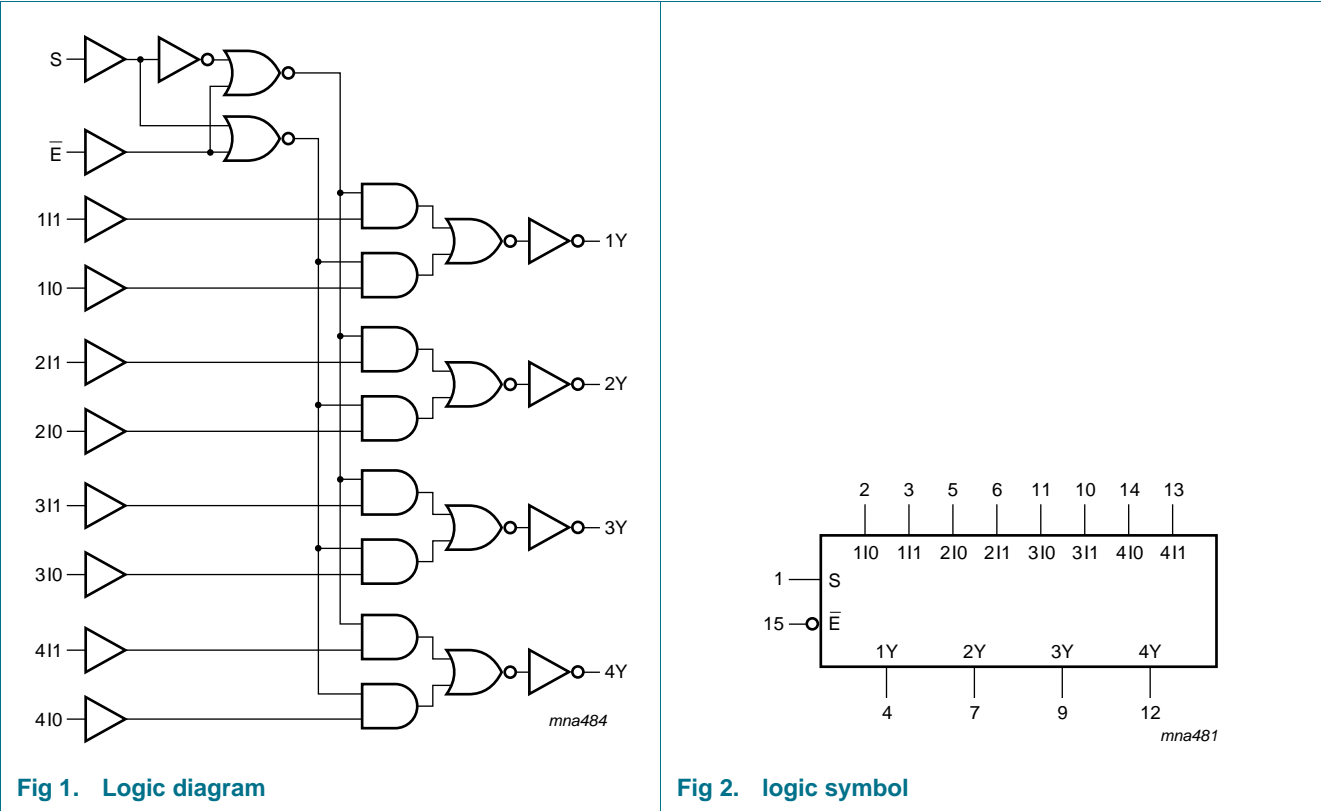 S
E
1I1
1I0
1Y
2I1
2I0
2Y
3I1
3I0
3Y
4I1
4I0
4Y
mna484
Fig 1. Logic diagram
2 3 5 6 11 10 14 13
1I0 1I1 2I0 2I1 3I0 3I1 4I0 4I1
1 S
15 E
1Y 2Y 3Y 4Y
4 7 9 12
mna481
Fig 2. logic symbol